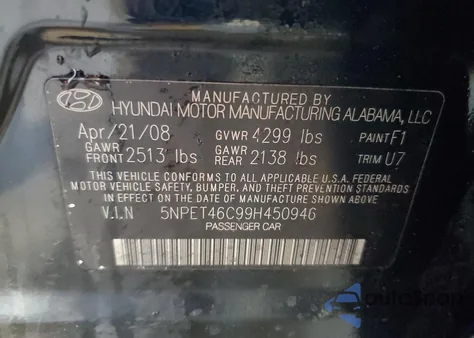 MANUFACTURED BY
HYUNDAI MOTOR MANUFACTURING ALABAMA, LLC
Apr/21/08 GVWR 4299 lbs PAINT F1
GAWR FRONT 2513 lbs GAWR REAR 2138 lbs TRIM U7
THIS VEHICLE CONFORMS TO ALL APPLICABLE U.S.A. FEDERAL
MOTOR VEHICLE SAFETY, BUMPER, AND THEFT PREVENTION
STANDARDS IN EFFECT ON THE DATE OF MANUFACTURE
SHOWN ABOVE.
V.I.N 5NPET46C99H450946
PASSENGER CAR